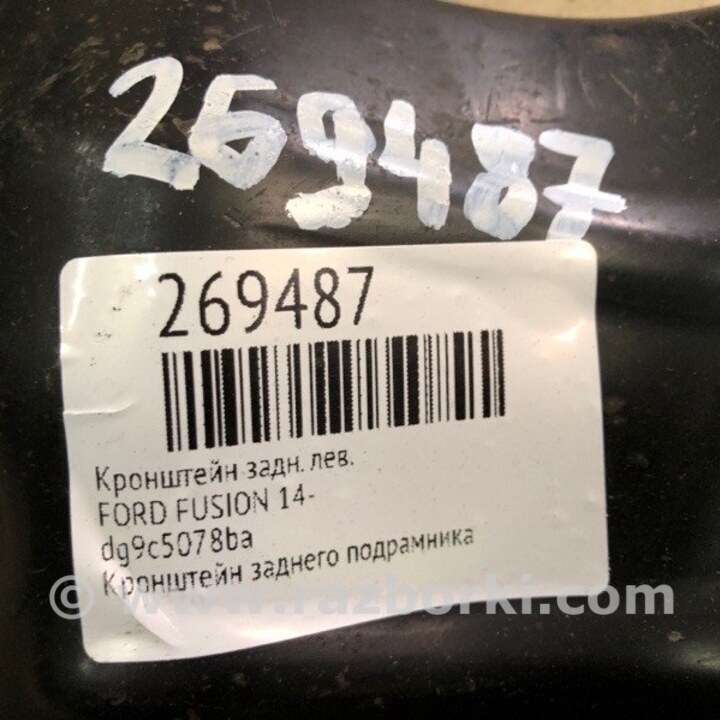 269487
269487
Кронштейн задн. лев.
FORD FUSION 14-
dg9c5078ba
Кронштейн заднего подрамника
© www.razborki.com